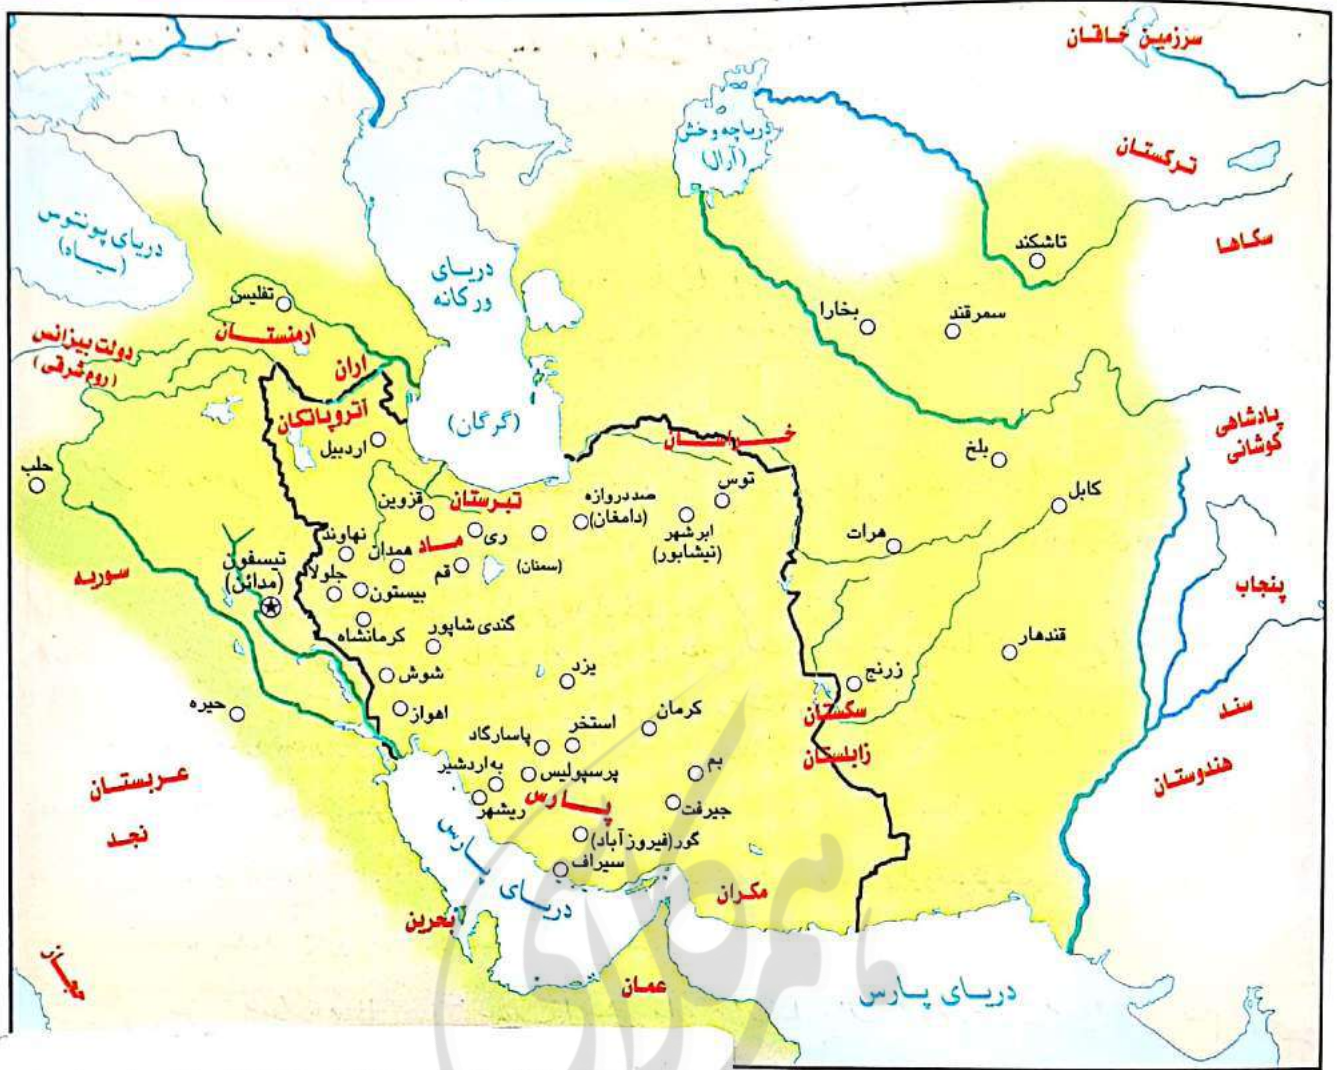 سرزمین خاقان
دریاچه وخش
(آرال)
ترکستان
سکاها
تاشکند
دریای پونتوس
(سیاه)
دریای
ورکانه
(گرگان)
تفلیس
ارمنستان
اران
بخارا
سمرقند
دولت بیزانس
(روم شرقی)
آتروپاتکان
اردبیل
خراسان
پادشاهی
کوشانی
بلخ
حلب
قزوین
تبرستان
صددروازه
(دامغان)
توس
ابرشهر
(نیشابور)
کابل
هرات
نهاوند
همدان
ماد
ری
(سمنان)
قم
تیسفون
(مدائن)
جلولا
بیستون
سوریه
پنجاب
کرمانشاه
گندی شاپور
قندهار
شوش
یزد
زرنج
حیره
اهواز
سکستان
سند
کرمان
استخر
پاسارگاد
زابلستان
هندوستان
به اردشیر
پرسپولیس
بم
عربستان
نجد
ریشهر
پارس
جیرفت
گور(فیروز آباد)
سیراف
دریای پارس
مکران
بحرین
عمان
دریای پارس
حجاز